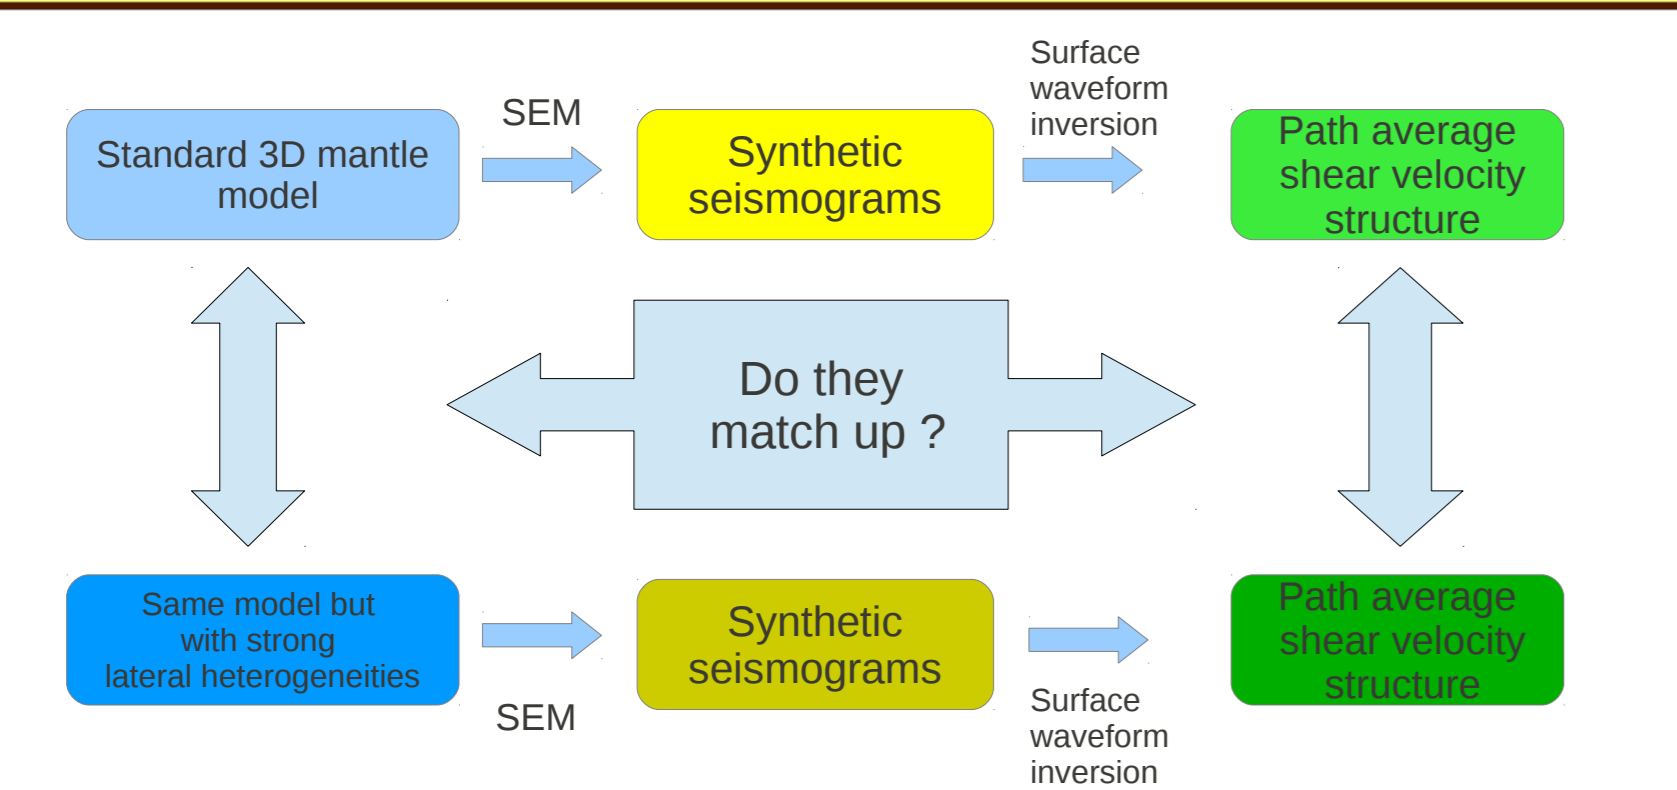 Standard 3D mantle
model
SEM
Synthetic
seismograms
Surface
waveform
inversion
Path average
shear velocity
structure
Do they
match up ?
Same model but
with strong
lateral heterogeneities
SEM
Synthetic
seismograms
Surface
waveform
inversion
Path average
shear velocity
structure